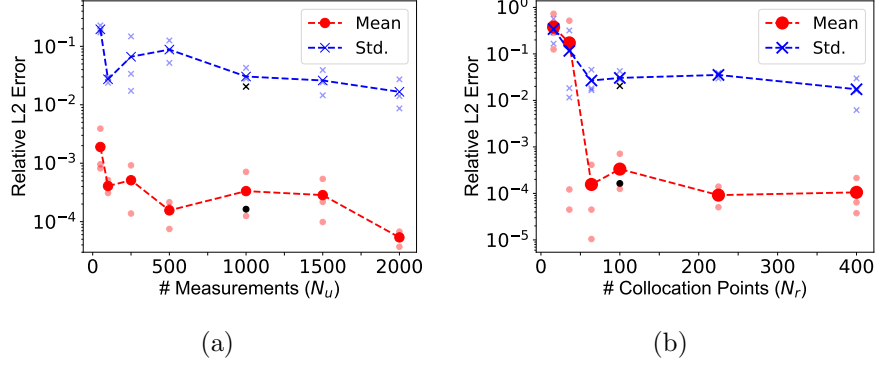 Relative L2 Error
10⁻¹
10⁻²
10⁻³
10⁻⁴
0
500
1000
1500
2000
# Measurements (Nᵤ)
Mean
Std.
(a)
Relative L2 Error
10⁰
10⁻¹
10⁻²
10⁻³
10⁻⁴
10⁻⁵
0
100
200
300
400
# Collocation Points (Nᵣ)
Mean
Std.
(b)